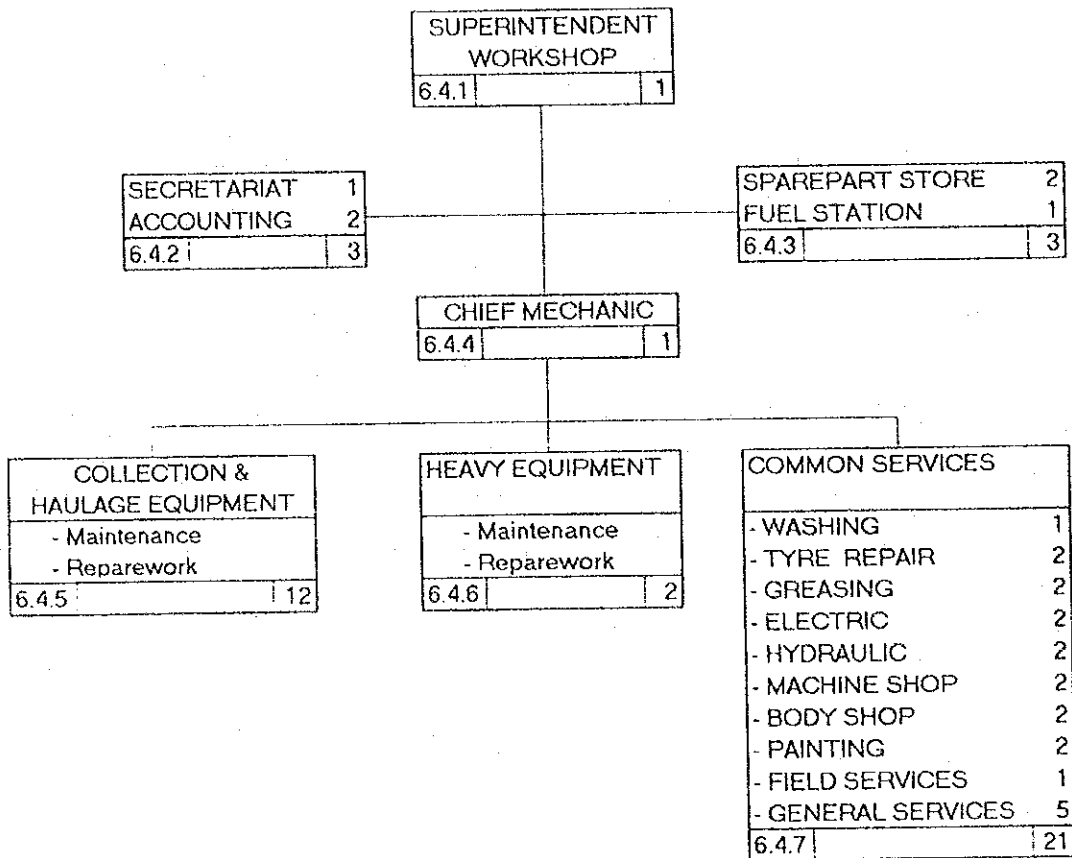 SUPERINTENDENT
WORKSHOP
6.4.1 1
SECRETARIAT 1
ACCOUNTING 2
6.4.2 3
SPAREPART STORE 2
FUEL STATION 1
6.4.3 3
CHIEF MECHANIC
6.4.4 1
COLLECTION &
HAULAGE EQUIPMENT
- Maintenance
- Reparework
6.4.5 12
HEAVY EQUIPMENT
- Maintenance
- Reparework
6.4.6 2
COMMON SERVICES
- WASHING 1
- TYRE REPAIR 2
- GREASING 2
- ELECTRIC 2
- HYDRAULIC 2
- MACHINE SHOP 2
- BODY SHOP 2
- PAINTING 2
- FIELD SERVICES 1
- GENERAL SERVICES 5
6.4.7 21